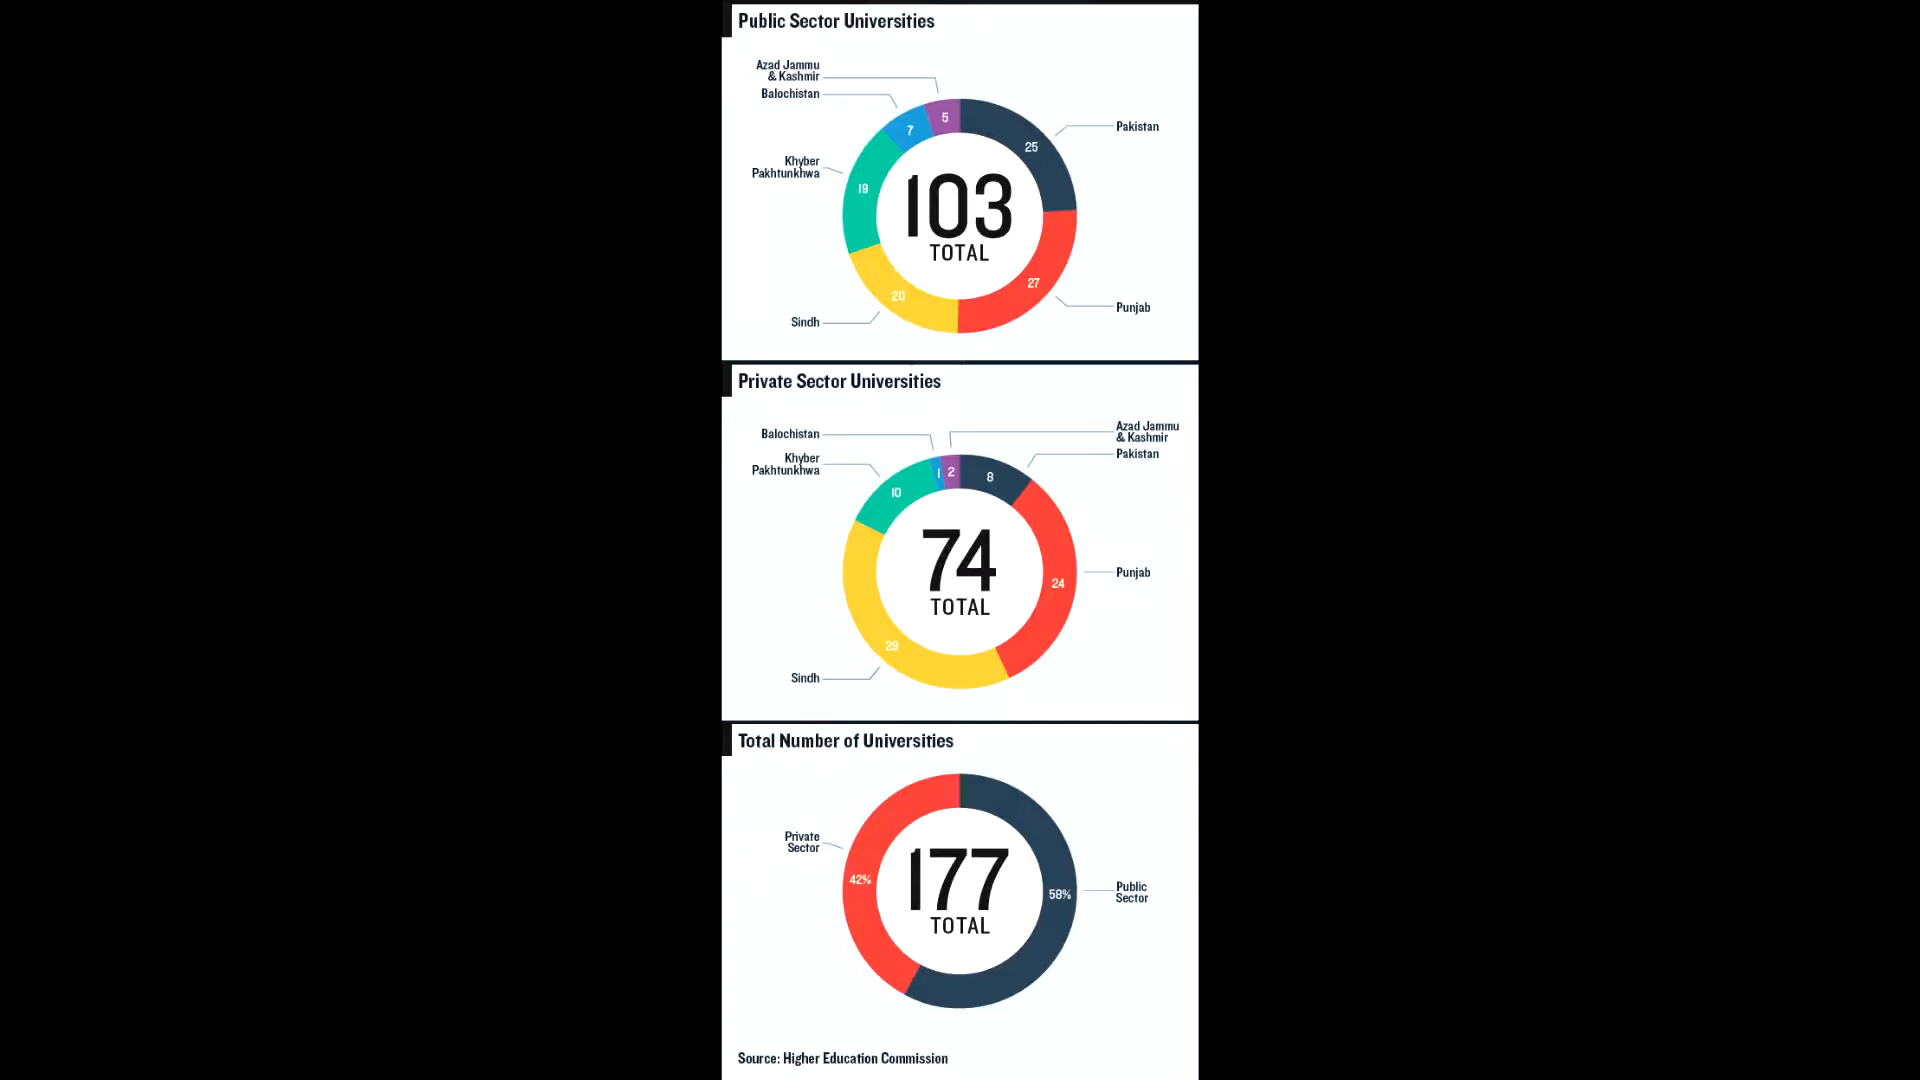 Public Sector Universities
Azad Jammu
& Kashmir
Balochistan
Pakistan
Khyber
Pakhtunkhwa
Sindh
Punjab
5
7
25
19
27
20
103
TOTAL
Private Sector Universities
Azad Jammu
& Kashmir
Balochistan
Pakistan
Khyber
Pakhtunkhwa
Punjab
Sindh
1
2
8
10
24
29
74
TOTAL
Total Number of Universities
Private
Sector
42%
177
TOTAL
58%
Public
Sector
Source: Higher Education Commission